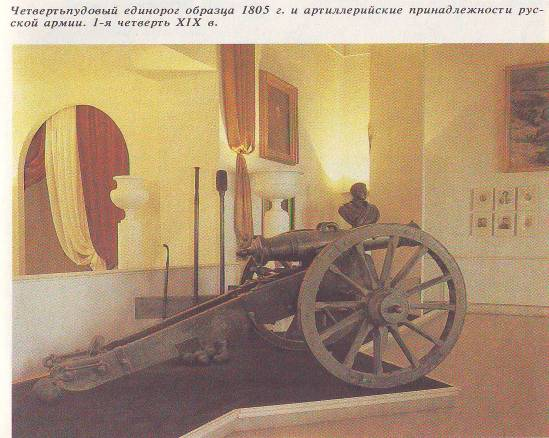 Четвертьпудовый единорог образца 1805 г. и артиллерийские принадлежности рус-
ской армии. 1-я четверть XIX в.